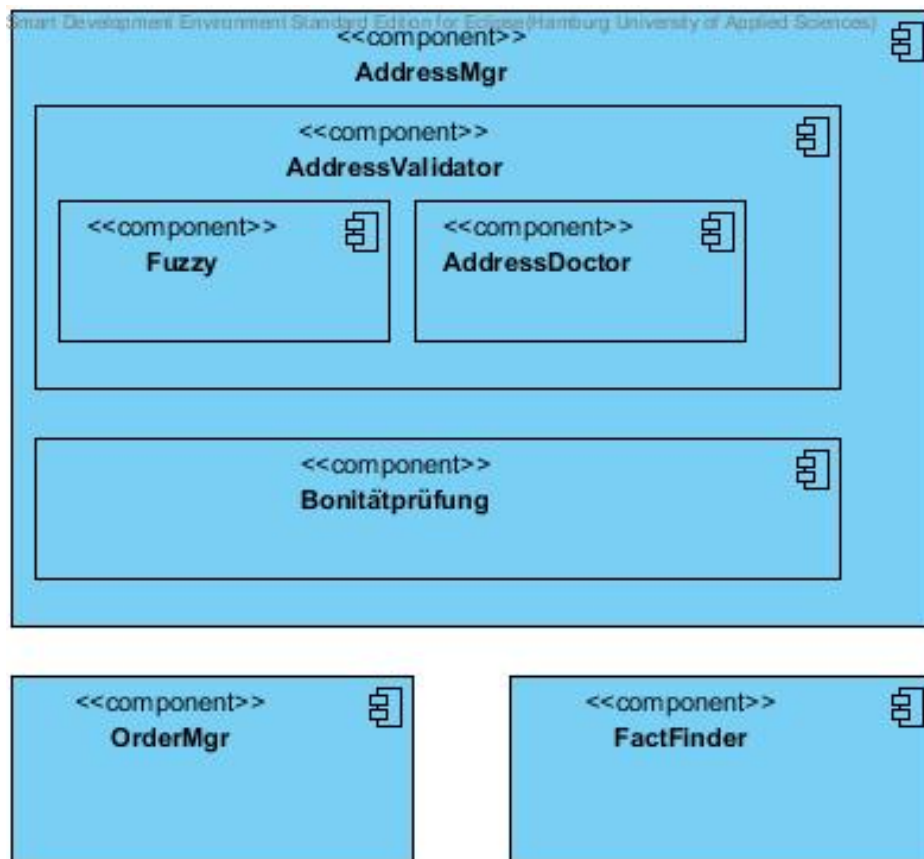 Smart Development Environment Standard Edition for Eclipse(Hamburg University of Applied Sciences)
<<component>>
AddressMgr
<<component>>
AddressValidator
<<component>>
Fuzzy
<<component>>
AddressDoctor
<<component>>
Bonitätprüfung
<<component>>
OrderMgr
<<component>>
FactFinder